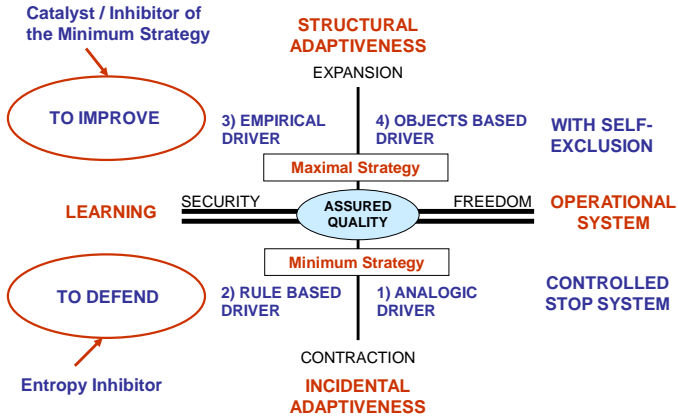 Catalyst / Inhibitor of
the Minimum Strategy
STRUCTURAL
ADAPTIVENESS
EXPANSION
TO IMPROVE
3) EMPIRICAL
DRIVER
4) OBJECTS BASED
DRIVER
WITH SELF-
EXCLUSION
Maximal Strategy
LEARNING
SECURITY
ASSURED
QUALITY
FREEDOM
OPERATIONAL
SYSTEM
Minimum Strategy
TO DEFEND
2) RULE BASED
DRIVER
1) ANALOGIC
DRIVER
CONTROLLED
STOP SYSTEM
CONTRACTION
Entropy Inhibitor
INCIDENTAL
ADAPTIVENESS